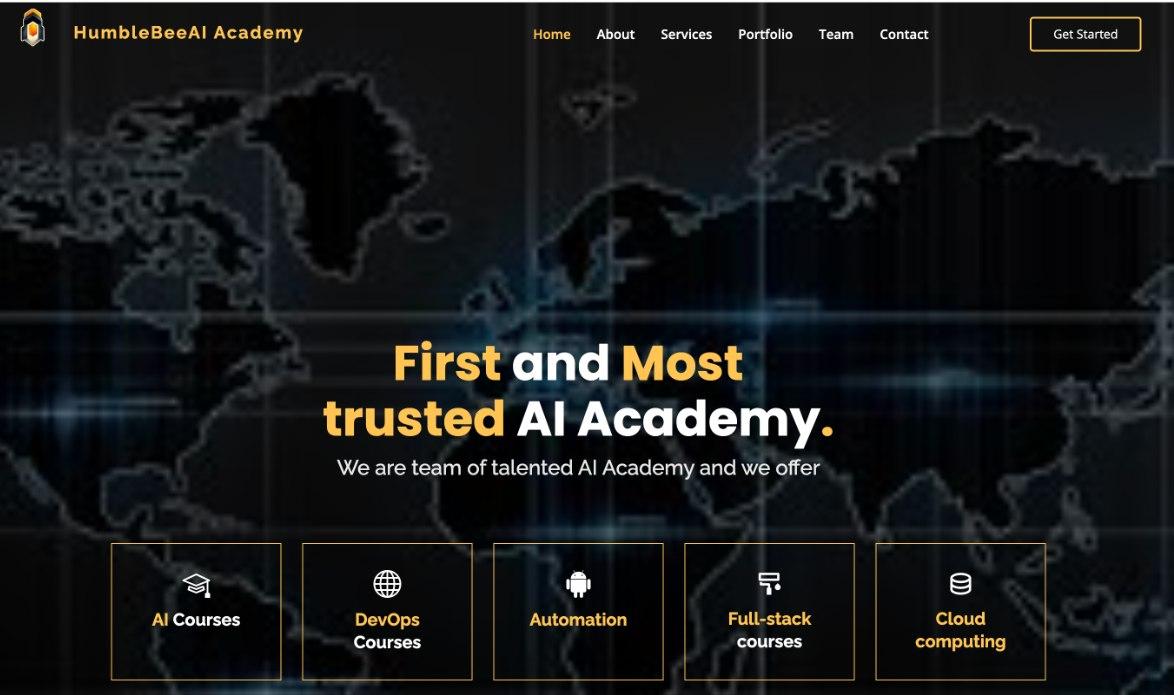 HumbleBeeAI Academy
Home About Services Portfolio Team Contact
Get Started
First and Most
trusted AI Academy.
We are team of talented AI Academy and we offer
AI Courses
DevOps
Courses
Automation
Full-stack
courses
Cloud
computing